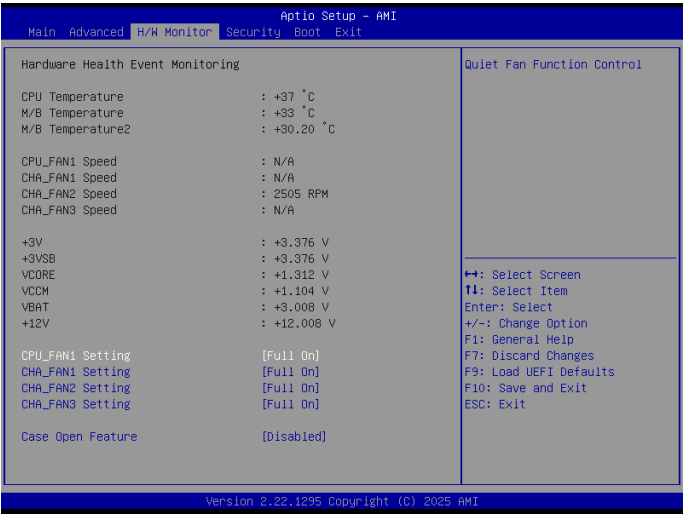 Aptio Setup – AMI
Main Advanced H/W Monitor Security Boot Exit
Hardware Health Event Monitoring
CPU Temperature : +37 °C
M/B Temperature : +33 °C
M/B Temperature2 : +30.20 °C
CPU_FAN1 Speed : N/A
CHA_FAN1 Speed : N/A
CHA_FAN2 Speed : 2505 RPM
CHA_FAN3 Speed : N/A
+3V : +3.376 V
+3VSB : +3.376 V
VCORE : +1.312 V
VCCM : +1.104 V
VBAT : +3.008 V
+12V : +12.008 V
CPU_FAN1 Setting [Full On]
CHA_FAN1 Setting [Full On]
CHA_FAN2 Setting [Full On]
CHA_FAN3 Setting [Full On]
Case Open Feature [Disabled]
Quiet Fan Function Control
↔: Select Screen
↑↓: Select Item
Enter: Select
+/-: Change Option
F1: General Help
F7: Discard Changes
F9: Load UEFI Defaults
F10: Save and Exit
ESC: Exit
Version 2.22.1295 Copyright (C) 2025 AMI